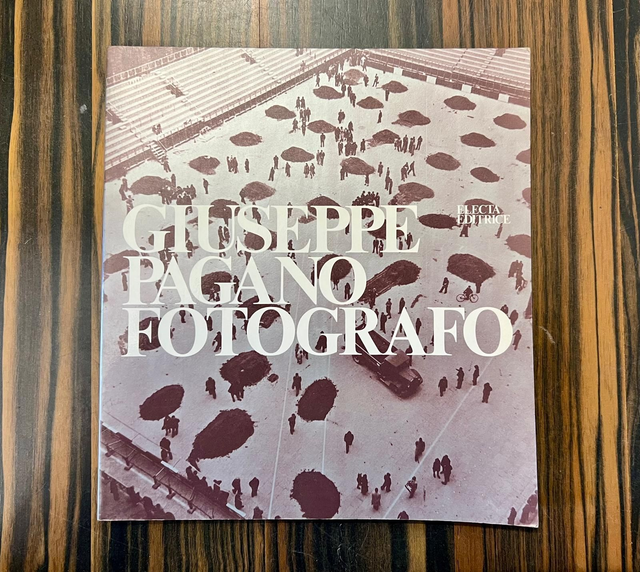 GIUSEPPE
PAGANO
FOTOGRAFO
ELECTA
EDITRICE